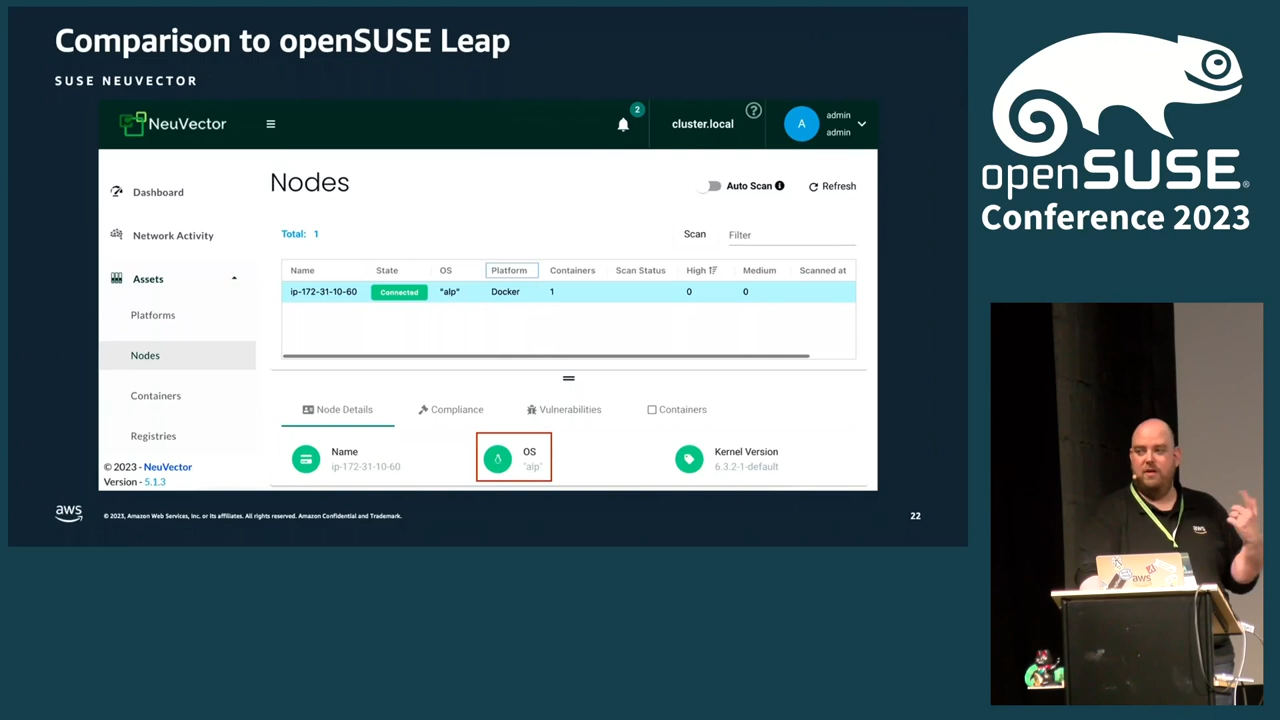 Comparison to openSUSE Leap
SUSE NEUVECTOR
NeuVector
2
cluster.local
?
A
admin
admin
Dashboard
Network Activity
Assets
Platforms
Nodes
Containers
Registries
© 2023 - NeuVector
Version - 5.1.3
Nodes
Auto Scan
Refresh
Total: 1
Scan
Filter
Name State OS Platform Containers Scan Status High Medium Scanned at
ip-172-31-10-60 Connected "alp" Docker 1 0 0
Node Details Compliance Vulnerabilities Containers
Name
ip-172-31-10-60
OS
"alp"
Kernel Version
6.3.2-1-default
aws
© 2023, Amazon Web Services, Inc. or its affiliates. All rights reserved. Amazon Confidential and Trademark.
22
openSUSE®
Conference 2023
aws
aws